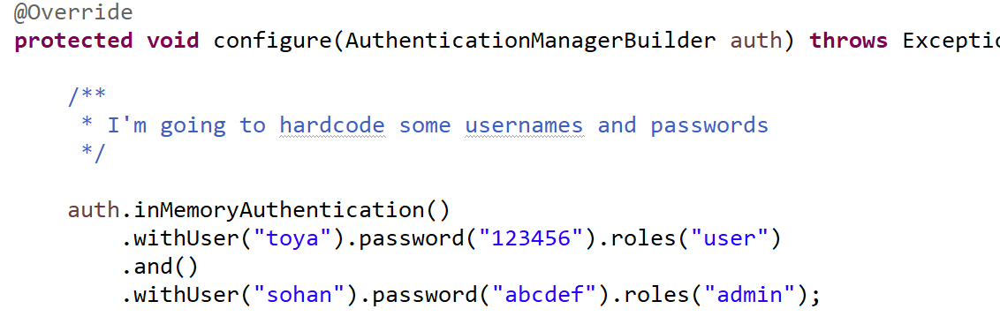 @Override
protected void configure(AuthenticationManagerBuilder auth) throws Exceptio
/**
* I'm going to hardcode some usernames and passwords
*/
auth.inMemoryAuthentication()
.withUser("toya").password("123456").roles("user")
.and()
.withUser("sohan").password("abcdef").roles("admin");